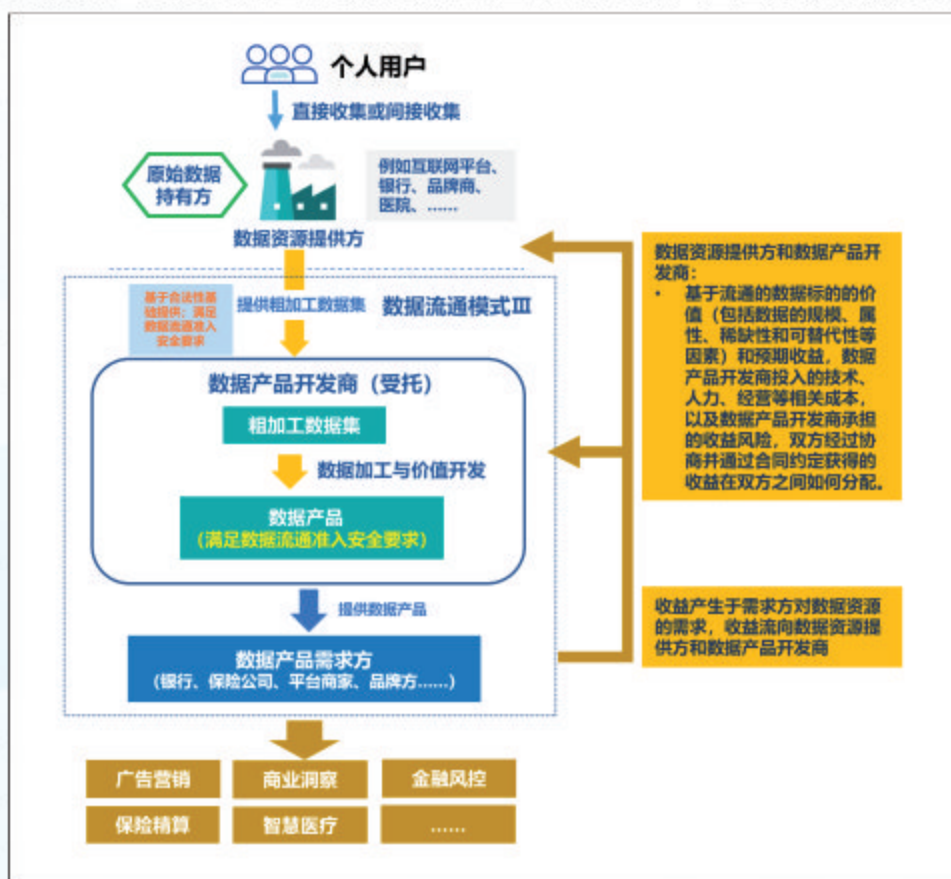 个人用户
直接收集或间接收集
原始数据
持有方
例如互联网平台、
银行、品牌商、
医院、……
数据资源提供方
基于合法性基
础提供；满足
数据流通准入
安全要求
提供粗加工数据集
数据流通模式Ⅲ
数据产品开发商（受托）
粗加工数据集
数据加工与价值开发
数据产品
（满足数据流通准入安全要求）
提供数据产品
数据产品需求方
（银行、保险公司、平台商家、品牌方……）
广告营销
商业洞察
金融风控
保险精算
智慧医疗
……
数据资源提供方和数据产品开
发商：
• 基于流通的数据标的的价
值（包括数据的规模、属
性、稀缺性和可替代性等
因素）和预期收益，数据
产品开发商投入的技术、
人力、经营等相关成本，
以及数据产品开发商承担
的收益风险，双方经过协
商并通过合同约定获得的
收益在双方之间如何分配。
收益产生于需求方对数据资源
的需求，收益流向数据资源提
供方和数据产品开发商